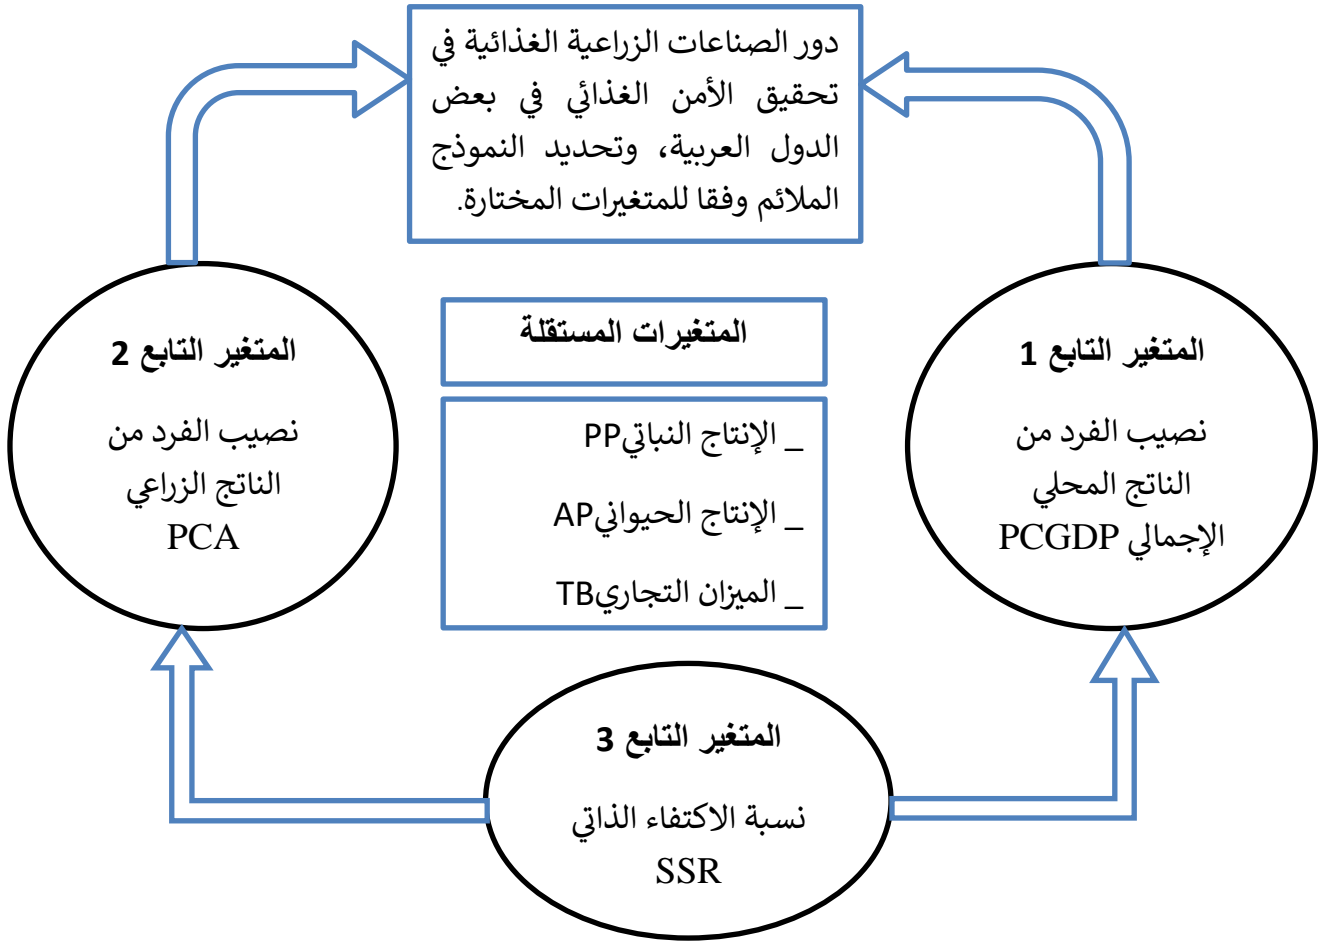 دور الصناعات الزراعية الغذائية في
تحقيق الأمن الغذائي في بعض
الدول العربية، وتحديد النموذج
الملائم وفقا للمتغيرات المختارة.
المتغير التابع 1
نصيب الفرد من
الناتج المحلي
الإجمالي PCGDP
المتغيرات المستقلة
_ الإنتاج النباتيPP
_ الإنتاج الحيوانيAP
_ الميزان التجاريTB
المتغير التابع 2
نصيب الفرد من
الناتج الزراعي
PCA
المتغير التابع 3
نسبة الاكتفاء الذاتي
SSR